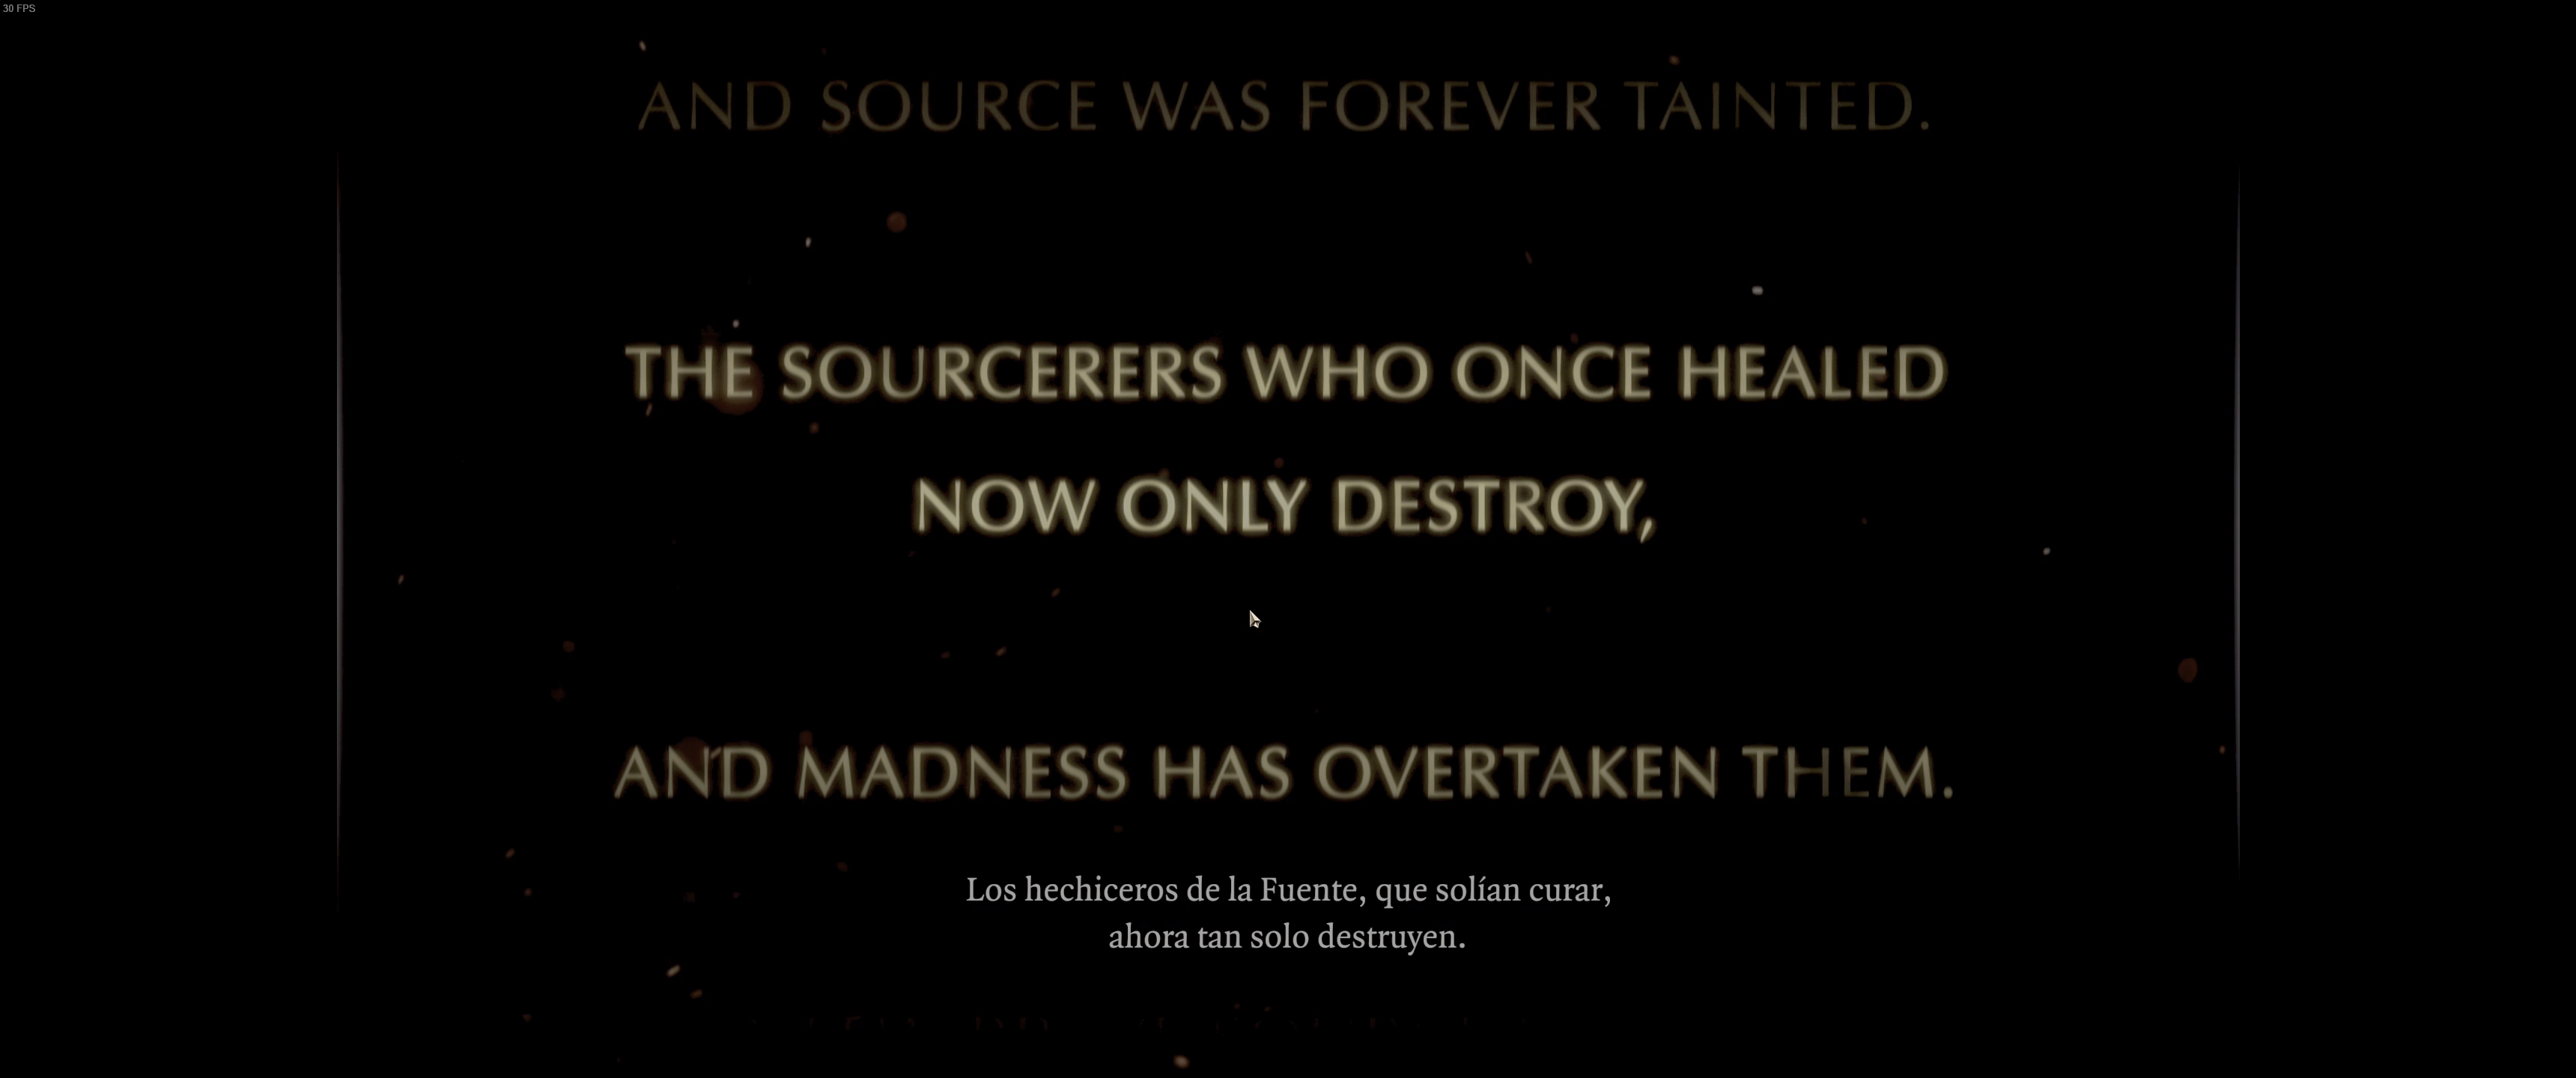 30 FPS
AND SOURCE WAS FOREVER TAINTED.
THE SOURCERERS WHO ONCE HEALED
NOW ONLY DESTROY,
AND MADNESS HAS OVERTAKEN THEM.
Los hechiceros de la Fuente, que solían curar,
ahora tan solo destruyen.